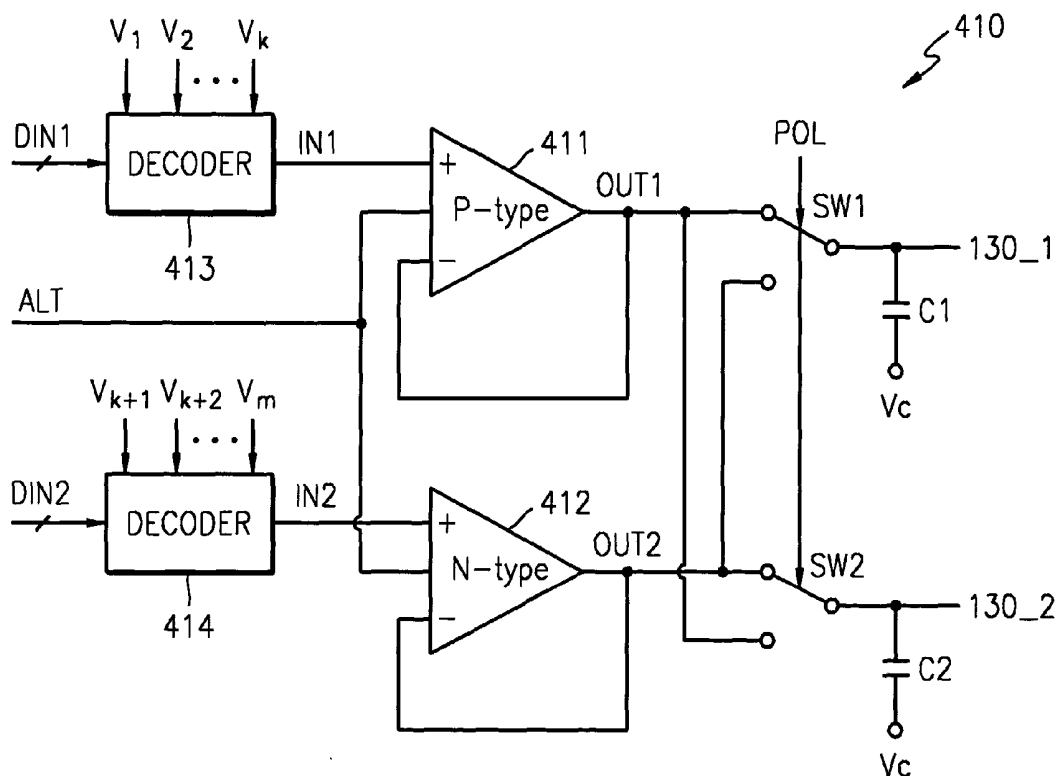 410
V1 V2 ... Vk
DIN1
DECODER
IN1
413
+
P-type
−
411
OUT1
POL
SW1
130_1
C1
Vc
ALT
Vk+1 Vk+2 ... Vm
DIN2
DECODER
IN2
414
+
N-type
−
412
OUT2
SW2
130_2
C2
Vc